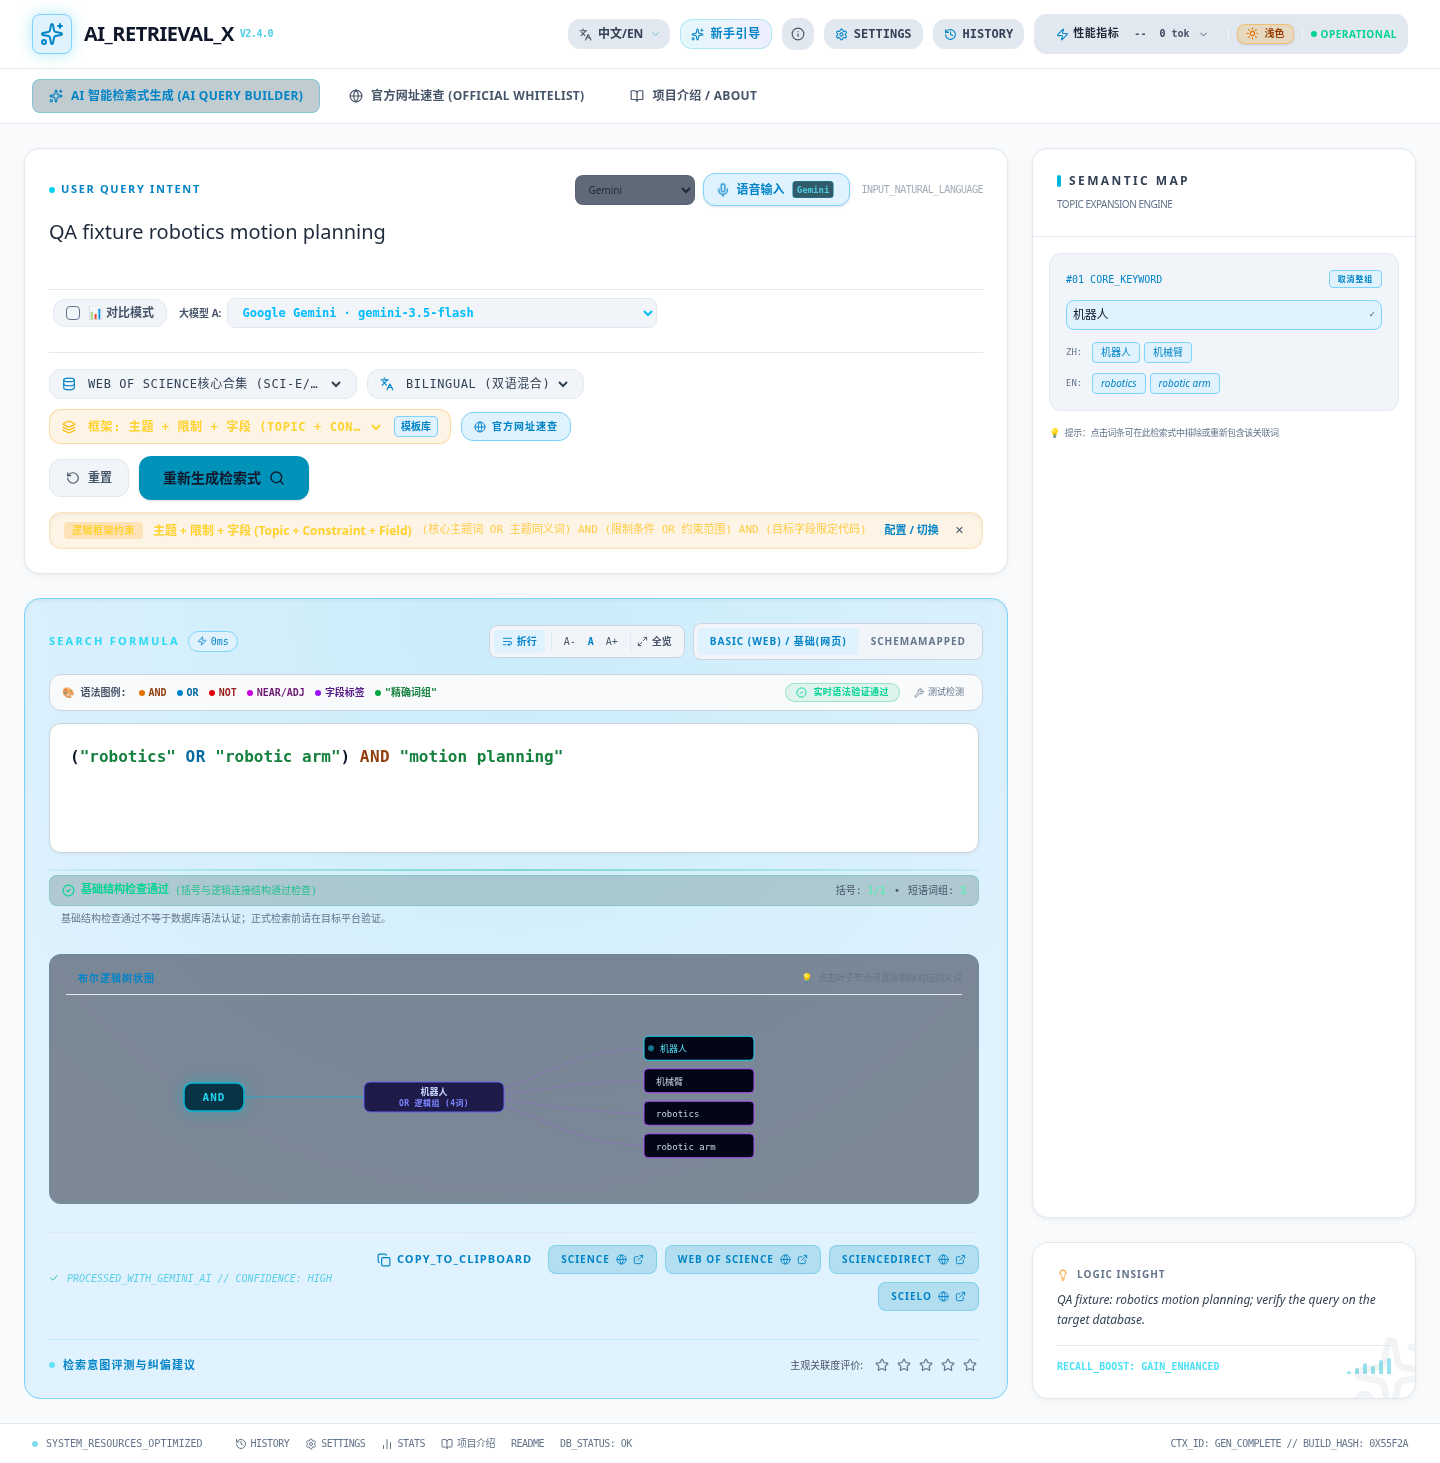 AI_RETRIEVAL_X V2.4.0
中文/EN
新手引导
SETTINGS
HISTORY
性能指标 -- 0 tok
浅色
OPERATIONAL
AI 智能检索式生成 (AI QUERY BUILDER)
官方网址速查 (OFFICIAL WHITELIST)
项目介绍 / ABOUT
USER QUERY INTENT
Gemini
语音输入 Gemini
INPUT_NATURAL_LANGUAGE
QA fixture robotics motion planning
📊 对比模式
大模型 A:
Google Gemini · gemini-3.5-flash
WEB OF SCIENCE核心合集 (SCI-E/…
BILINGUAL (双语混合)
框架: 主题 + 限制 + 字段 (TOPIC + CON…
模板库
官方网址速查
重置
重新生成检索式
逻辑框架约束 主题 + 限制 + 字段 (Topic + Constraint + Field) (核心主题词 OR 主题同义词) AND (限制条件 OR 约束范围) AND (目标字段限定代码) 配置 / 切换 ✕
SEARCH FORMULA
0ms
折行
A- A A+
全览
BASIC (WEB) / 基础(网页)
SCHEMAMAPPED
🎨 语法图例: AND OR NOT NEAR/ADJ 字段标签 "精确词组"
实时语法验证通过
测试检测
("robotics" OR "robotic arm") AND "motion planning"
基础结构检查通过 (括号与逻辑连接结构通过检查)
括号: 1/1 • 短语词组: 3
基础结构检查通过不等于数据库语法认证；正式检索前请在目标平台验证。
布尔逻辑树状图
💡 点击叶子节点可直接剔除对应同义词
AND
机器人
OR 逻辑组 (4词)
机器人
机械臂
robotics
robotic arm
COPY_TO_CLIPBOARD
SCIENCE
WEB OF SCIENCE
SCIENCEDIRECT
SCIELO
PROCESSED_WITH_GEMINI_AI // CONFIDENCE: HIGH
检索意图评测与纠偏建议
主观关联度评价:
SEMANTIC MAP
TOPIC EXPANSION ENGINE
#01 CORE_KEYWORD
取消整组
机器人 ✓
ZH: 机器人 机械臂
EN: robotics robotic arm
💡 提示：点击词条可在此检索式中排除或重新包含该关联词
LOGIC INSIGHT
QA fixture: robotics motion planning; verify the query on the
target database.
RECALL_BOOST: GAIN_ENHANCED
SYSTEM_RESOURCES_OPTIMIZED
HISTORY
SETTINGS
STATS
项目介绍
README
DB_STATUS: OK
CTX_ID: GEN_COMPLETE // BUILD_HASH: 0X55F2A